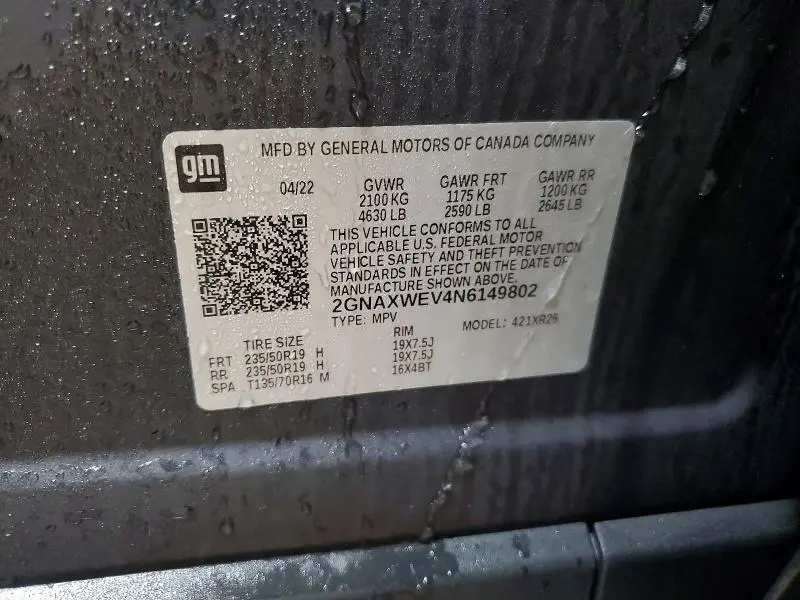 gm
MFD BY GENERAL MOTORS OF CANADA COMPANY
04/22 GVWR GAWR FRT GAWR RR
2100 KG 1175 KG 1200 KG
4630 LB 2590 LB 2645 LB
THIS VEHICLE CONFORMS TO ALL
APPLICABLE U.S. FEDERAL MOTOR
VEHICLE SAFETY AND THEFT PREVENTION
STANDARDS IN EFFECT ON THE DATE OF
MANUFACTURE SHOWN ABOVE.
2GNAXWEV4N6149802
TYPE: MPV MODEL: 421XR26
TIRE SIZE RIM
FRT 235/50R19 H 19X7.5J
RR 235/50R19 H 19X7.5J
SPA T135/70R16 M 16X4BT